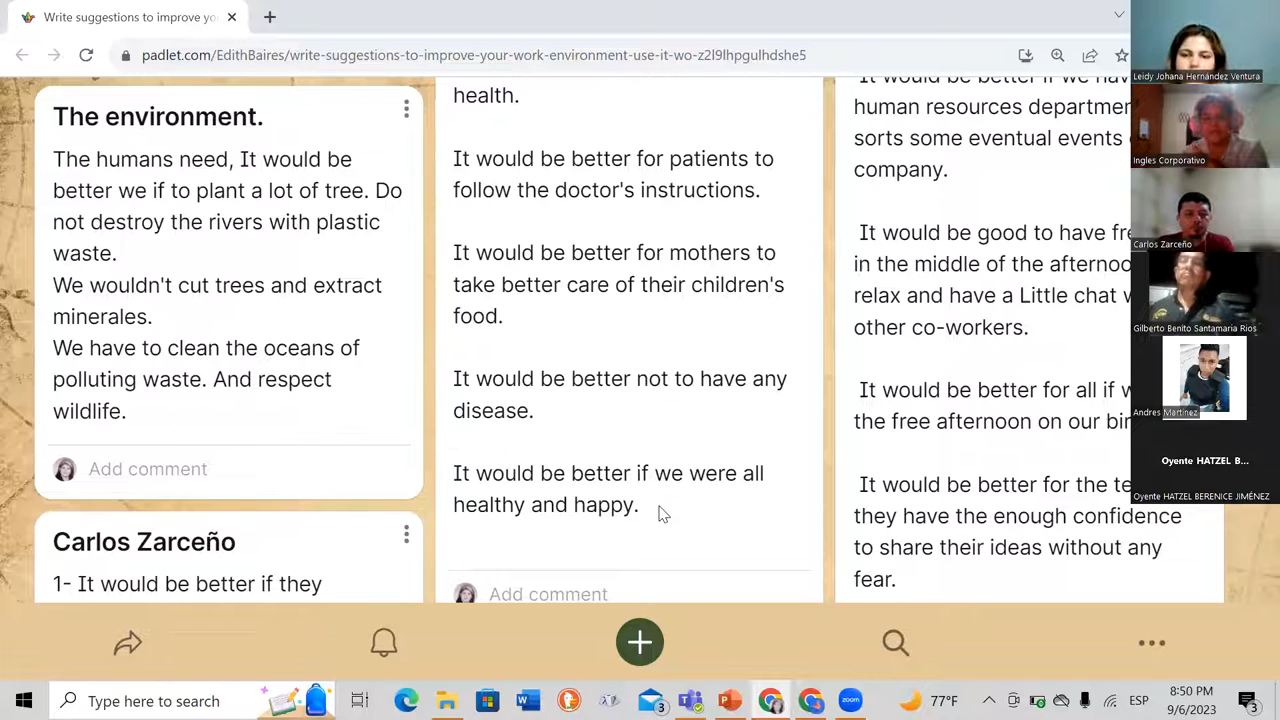 Write suggestions to improve yo
padlet.com/EdithBaires/write-suggestions-to-improve-your-work-environment-use-it-wo-z2l9lhpgulhdshe5
The environment.
The humans need, It would be
better we if to plant a lot of tree. Do
not destroy the rivers with plastic
waste.
We wouldn't cut trees and extract
minerales.
We have to clean the oceans of
polluting waste. And respect
wildlife.
Add comment
Carlos Zarceño
1- It would be better if they
health.
It would be better for patients to
follow the doctor's instructions.
It would be better for mothers to
take better care of their children's
food.
It would be better not to have any
disease.
It would be better if we were all
healthy and happy.
Add comment
It would be better if we hav
human resources departmen
sorts some eventual events
company.
It would be good to have fre
in the middle of the afternoo
relax and have a Little chat
other co-workers.
It would be better for all if w
the free afternoon on our bir
It would be better for the te
they have the enough confidence
to share their ideas without any
fear.
Leidy Johana Hernández Ventura
Ingles Corporativo
Carlos Zarceño
Gilberto Benito Santamaria Rios
Andres Martinez
Oyente HATZEL B...
Oyente HATZEL BERENICE JIMÉNEZ
Type here to search
3
77°F
ESP
8:50 PM
9/6/2023
3